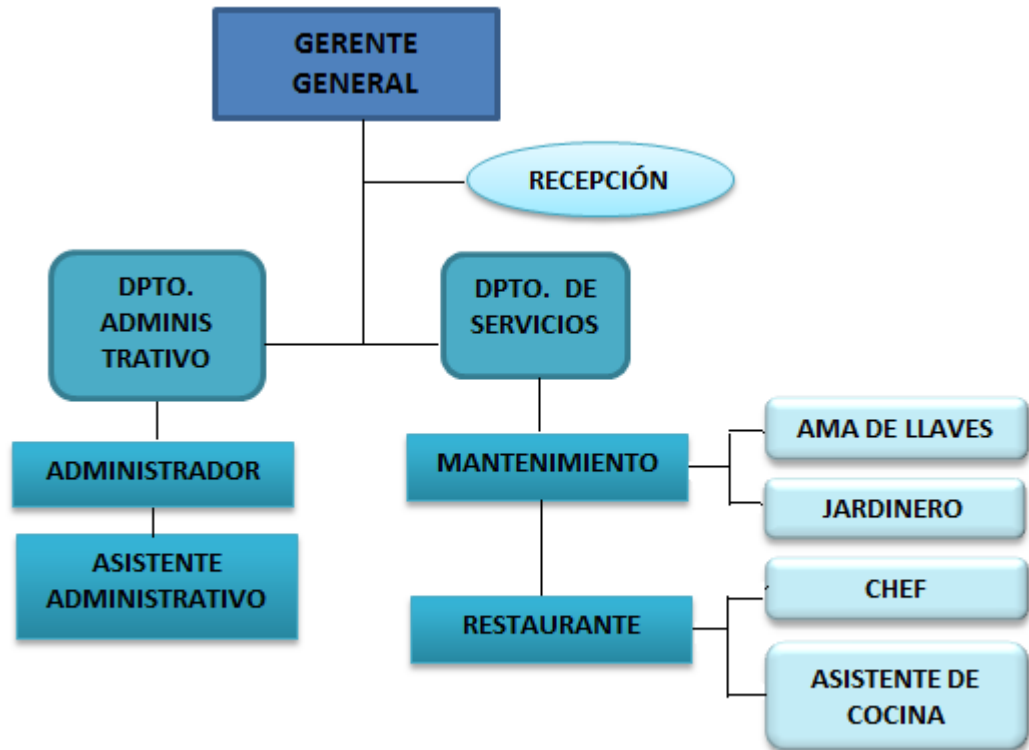 GERENTE
GENERAL
RECEPCIÓN
DPTO.
ADMINIS
TRATIVO
DPTO. DE
SERVICIOS
ADMINISTRADOR
ASISTENTE
ADMINISTRATIVO
MANTENIMIENTO
AMA DE LLAVES
JARDINERO
RESTAURANTE
CHEF
ASISTENTE DE
COCINA